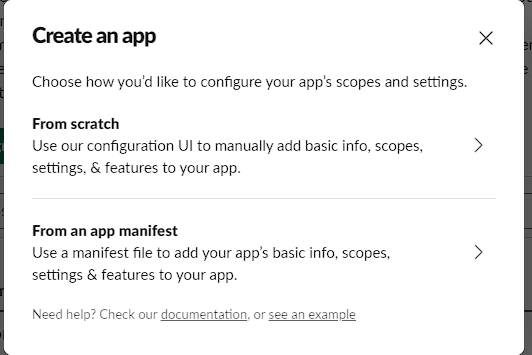 Create an app
Choose how you'd like to configure your app's scopes and settings.
From scratch
Use our configuration UI to manually add basic info, scopes,
settings, & features to your app.
From an app manifest
Use a manifest file to add your app's basic info, scopes,
settings & features to your app.
Need help? Check our documentation, or see an example